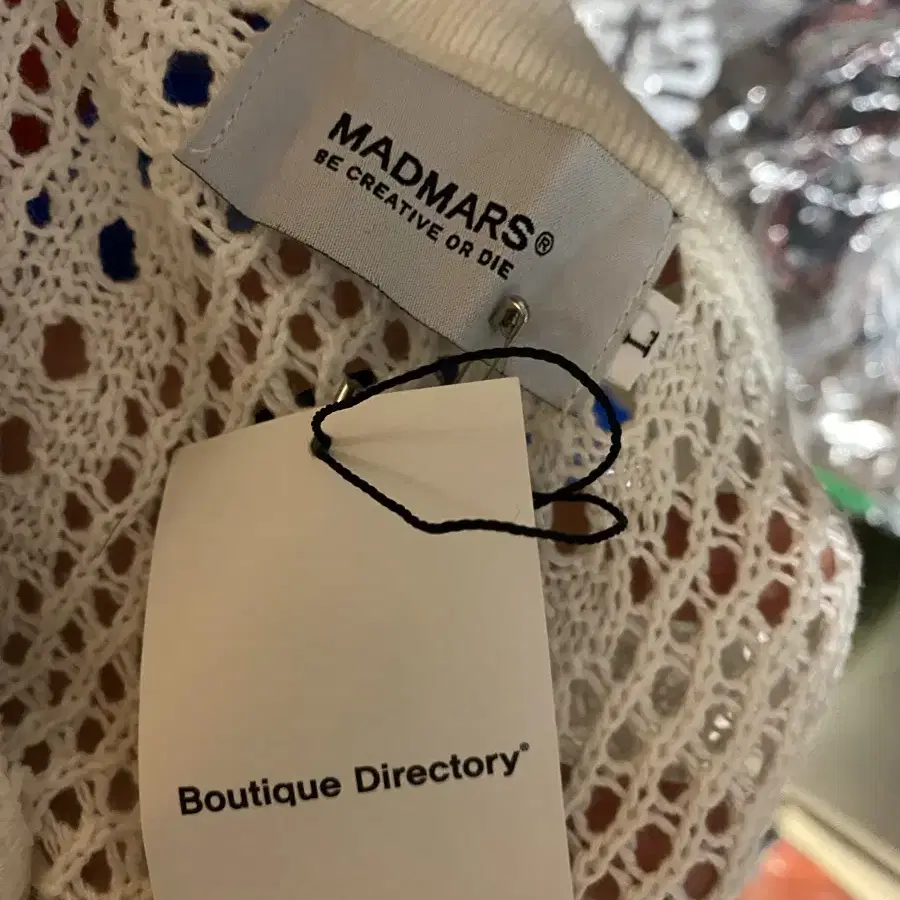 MADMARS®
BE CREATIVE OR DIE
L
Boutique Directory®